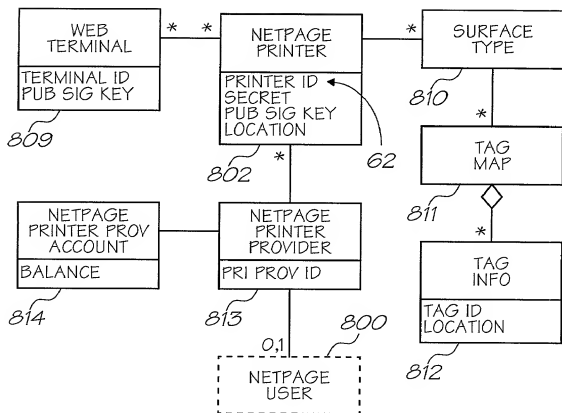 WEB
TERMINAL
TERMINAL ID
PUB SIG KEY
809
*
*
NETPAGE
PRINTER
PRINTER ID
SECRET
PUB SIG KEY
LOCATION
802
62
*
*
SURFACE
TYPE
810
*
TAG
MAP
811
*
TAG
INFO
TAG ID
LOCATION
812
NETPAGE
PRINTER PROV
ACCOUNT
BALANCE
814
NETPAGE
PRINTER
PROVIDER
PRI PROV ID
813
0,1
800
NETPAGE
USER